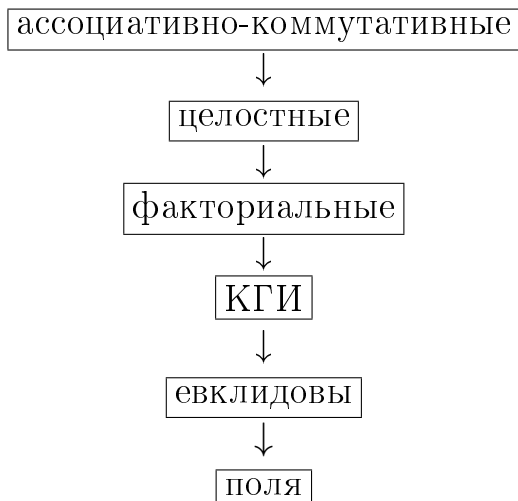 ассоциативно-коммутативные
целостные
факториальные
КГИ
евклидовы
поля